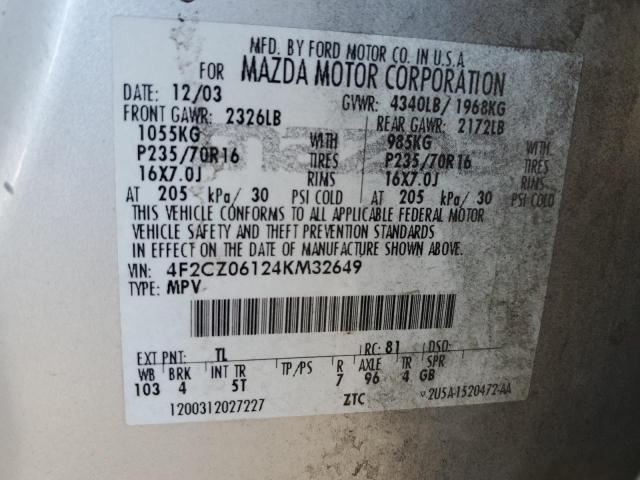 MFD. BY FORD MOTOR CO. IN U.S.A
FOR MAZDA MOTOR CORPORATION
DATE: 12/03 GVWR: 4340LB/ 1968KG
FRONT GAWR: 2326LB REAR GAWR: 2172LB
1055KG 985KG
P235/70R16 TIRES P235/70R16 TIRES
16X7.0J RIMS 16X7.0J RIMS
AT 205 kPa/ 30 PSI COLD AT 205 kPa/ 30 PSI COLD
THIS VEHICLE CONFORMS TO ALL APPLICABLE FEDERAL MOTOR
VEHICLE SAFETY AND THEFT PREVENTION STANDARDS
IN EFFECT ON THE DATE OF MANUFACTURE SHOWN ABOVE.
VIN: 4F2CZ06124KM32649
TYPE: MPV
EXT PNT: TL RC: 81 DSO:
WB BRK INT TR TP/PS R AXLE TR SPR
103 4 5T 7 96 4 GB
1200312027227 ZTC 2U5A-1520472-AA